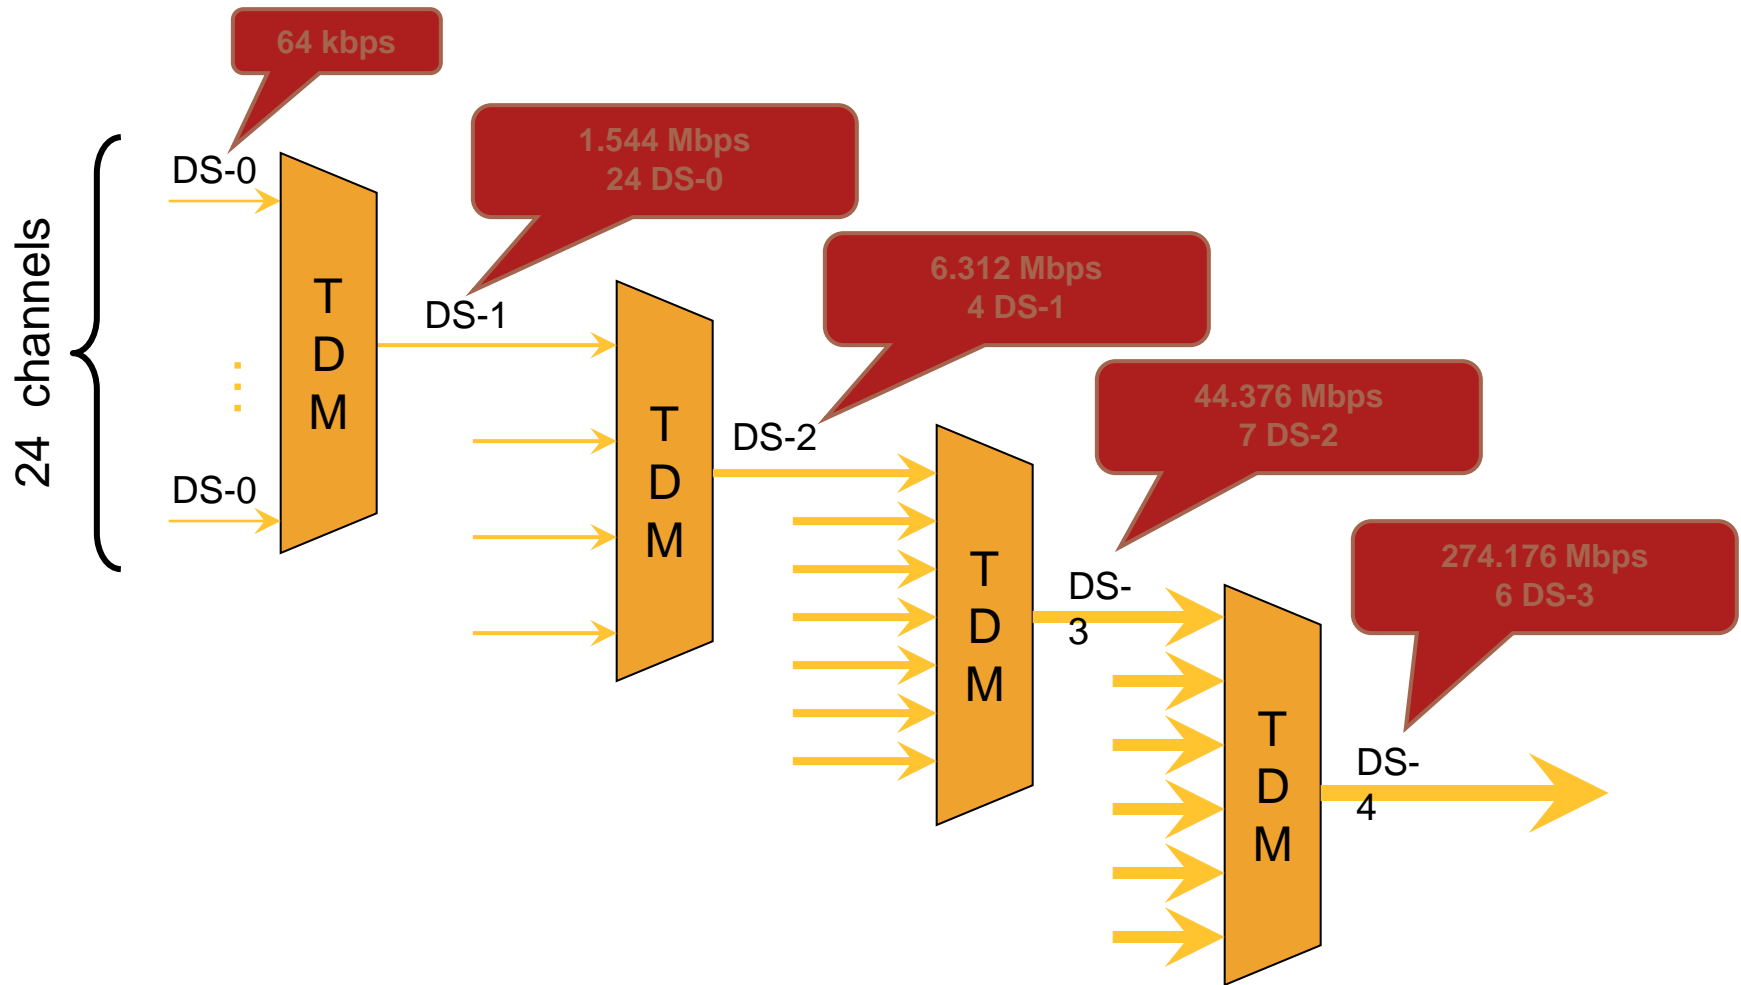 64 kbps
DS-0
1.544 Mbps
24 DS-0
24 channels
T
D
M
DS-1
6.312 Mbps
4 DS-1
DS-0
T
D
M
DS-2
44.376 Mbps
7 DS-2
T
D
M
DS-
3
274.176 Mbps
6 DS-3
T
D
M
DS-
4